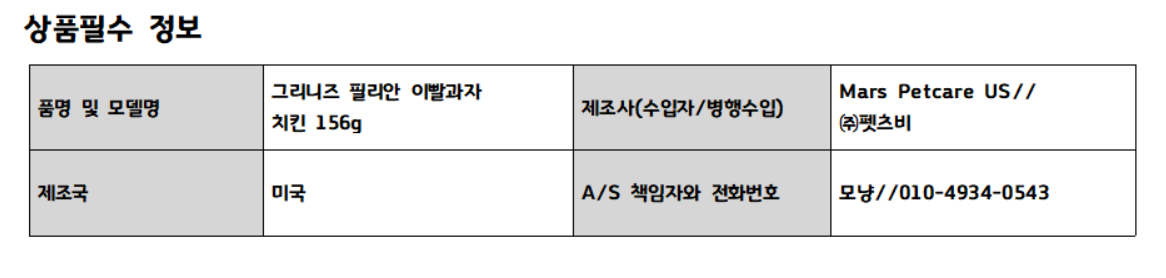 상품필수 정보
품명 및 모델명
그리니즈 필리안 이빨과자
치킨 156g
제조사(수입자/병행수입)
Mars Petcare US//
㈜펫츠비
제조국
미국
A/S 책임자와 전화번호
모냥//010-4934-0543